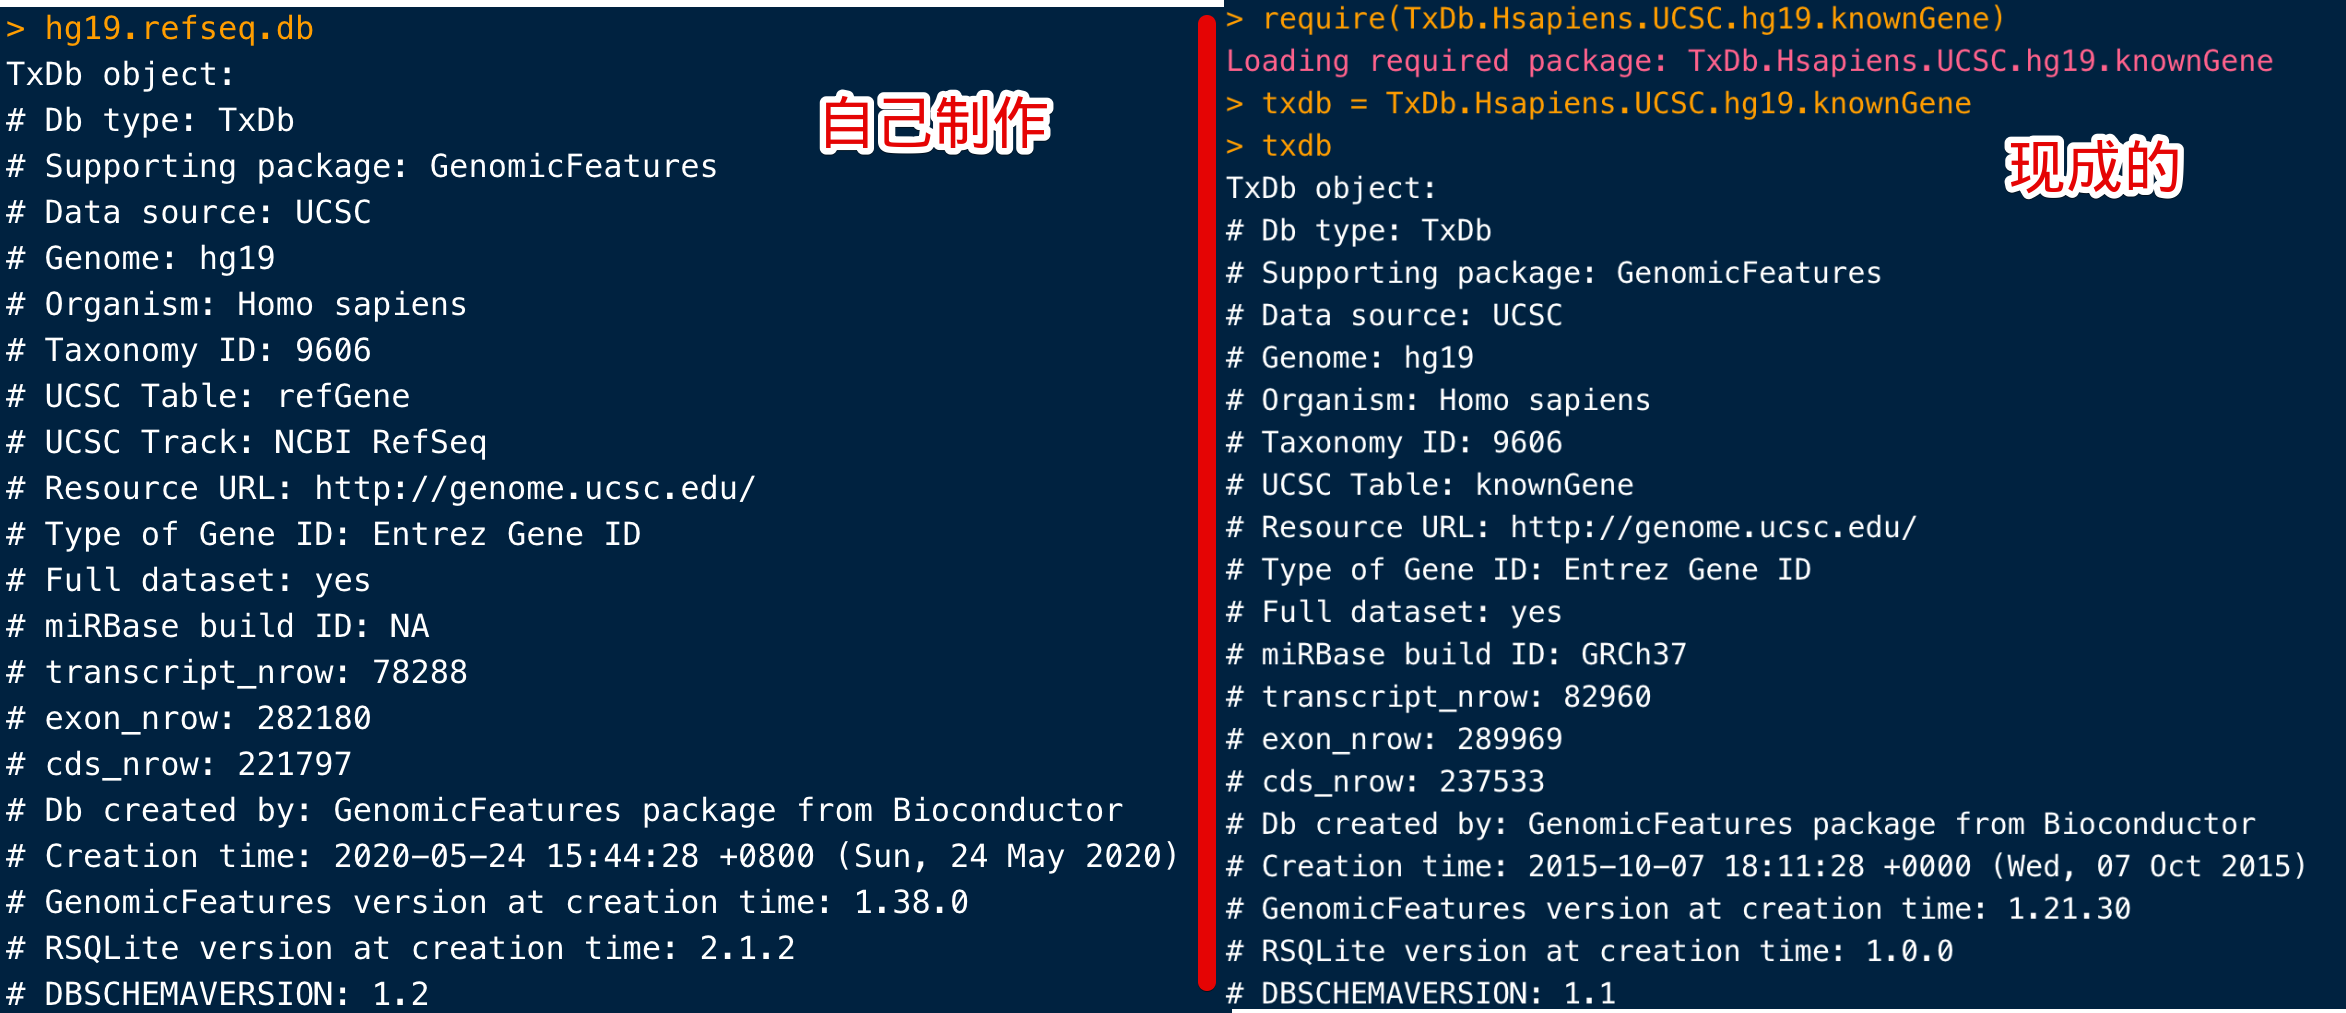 > hg19.refseq.db
TxDb object:
# Db type: TxDb
# Supporting package: GenomicFeatures
# Data source: UCSC
# Genome: hg19
# Organism: Homo sapiens
# Taxonomy ID: 9606
# UCSC Table: refGene
# UCSC Track: NCBI RefSeq
# Resource URL: http://genome.ucsc.edu/
# Type of Gene ID: Entrez Gene ID
# Full dataset: yes
# miRBase build ID: NA
# transcript_nrow: 78288
# exon_nrow: 282180
# cds_nrow: 221797
# Db created by: GenomicFeatures package from Bioconductor
# Creation time: 2020-05-24 15:44:28 +0800 (Sun, 24 May 2020)
# GenomicFeatures version at creation time: 1.38.0
# RSQLite version at creation time: 2.1.2
# DBSCHEMAVERSION: 1.2
自己制作
> require(TxDb.Hsapiens.UCSC.hg19.knownGene)
Loading required package: TxDb.Hsapiens.UCSC.hg19.knownGene
> txdb = TxDb.Hsapiens.UCSC.hg19.knownGene
> txdb
TxDb object:
# Db type: TxDb
# Supporting package: GenomicFeatures
# Data source: UCSC
# Genome: hg19
# Organism: Homo sapiens
# Taxonomy ID: 9606
# UCSC Table: knownGene
# Resource URL: http://genome.ucsc.edu/
# Type of Gene ID: Entrez Gene ID
# Full dataset: yes
# miRBase build ID: GRCh37
# transcript_nrow: 82960
# exon_nrow: 289969
# cds_nrow: 237533
# Db created by: GenomicFeatures package from Bioconductor
# Creation time: 2015-10-07 18:11:28 +0000 (Wed, 07 Oct 2015)
# GenomicFeatures version at creation time: 1.21.30
# RSQLite version at creation time: 1.0.0
# DBSCHEMAVERSION: 1.1
现成的